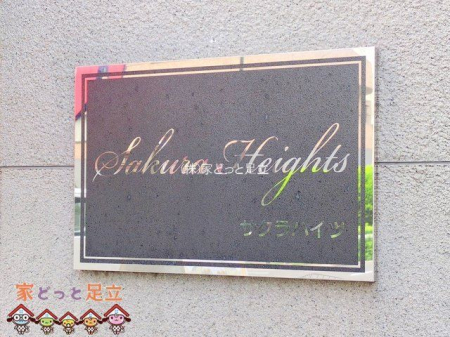 Sakura Heights
㈱家どっと足立
サクラハイツ
家どっと足立